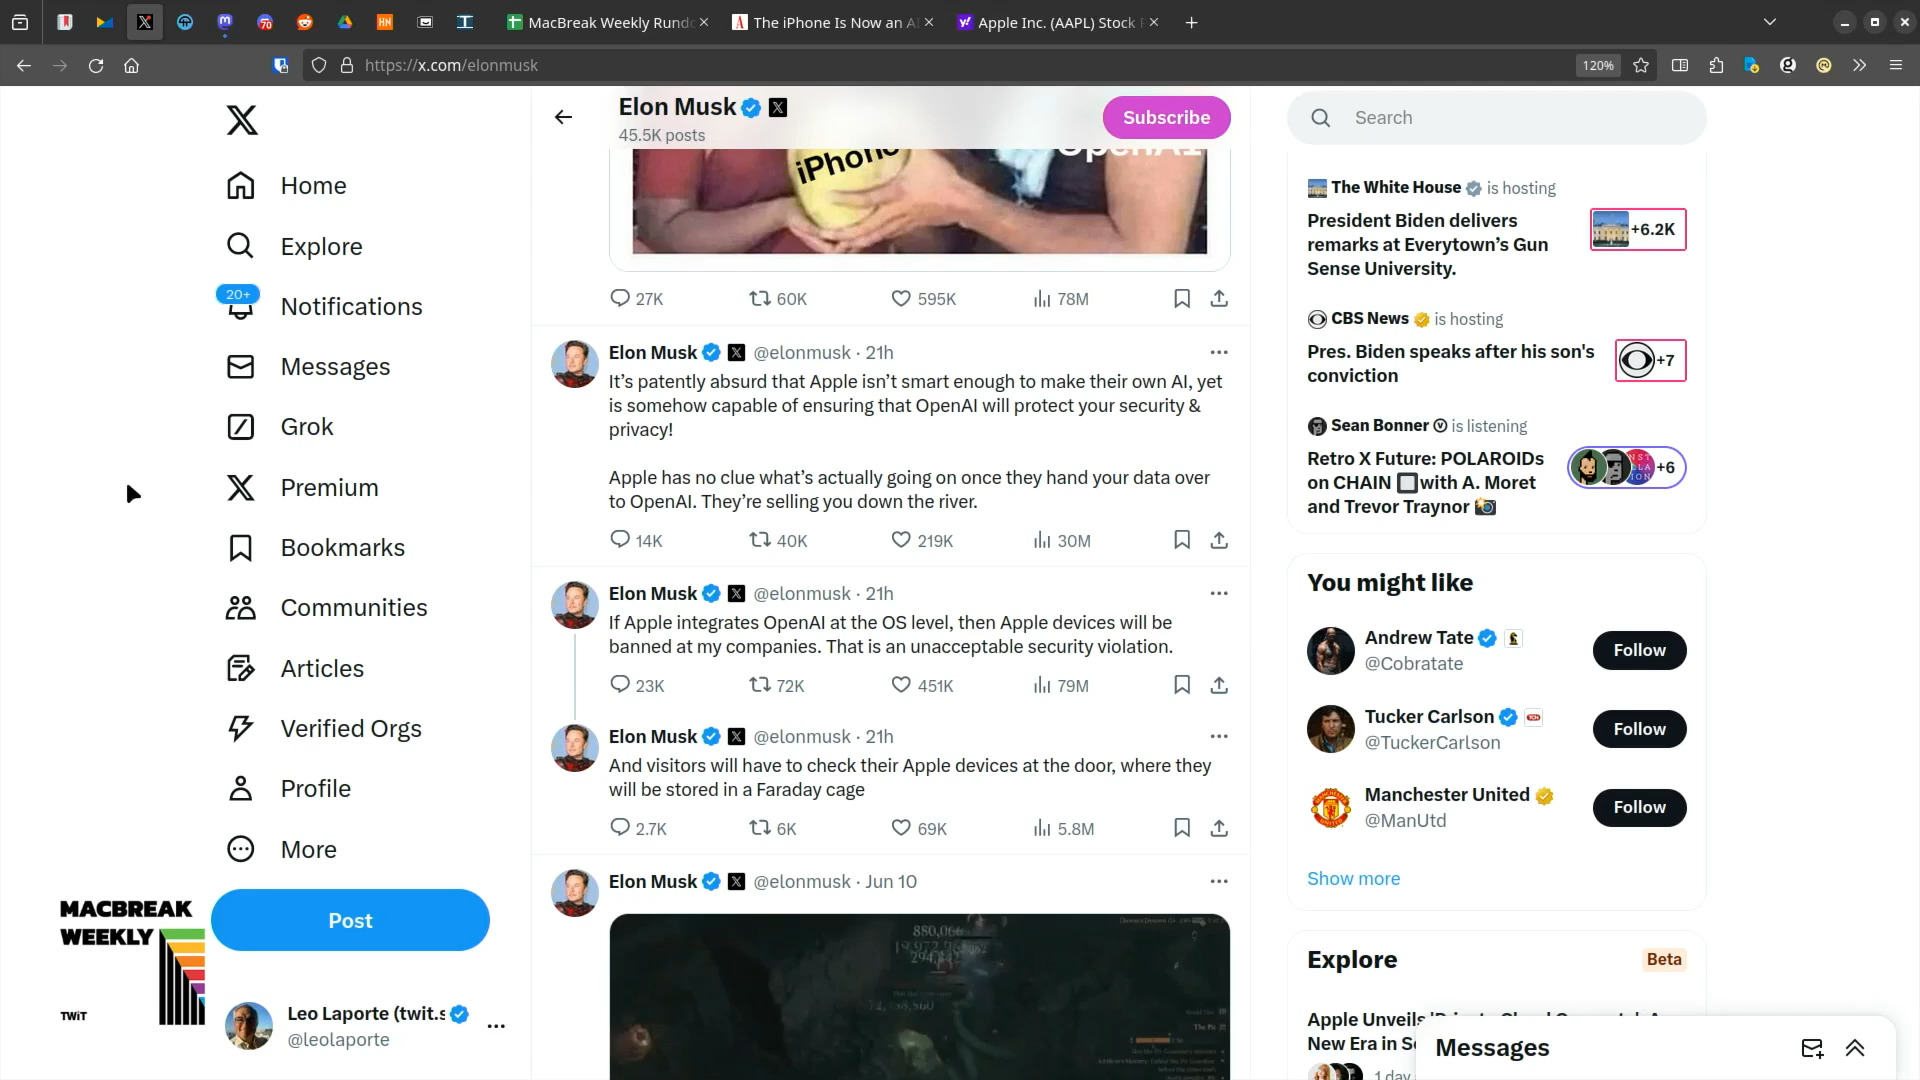 MacBreak Weekly Rund
The iPhone Is Now an A
Apple Inc. (AAPL) Stock
https://x.com/elonmusk
120%
Home
Explore
20+
Notifications
Messages
Grok
Premium
Bookmarks
Communities
Articles
Verified Orgs
Profile
More
Post
MACBREAK
WEEKLY
TWiT
Leo Laporte (twit.s
@leolaporte
Elon Musk
45.5K posts
Subscribe
iPhone
OpenAI
27K 60K 595K 78M
Elon Musk @elonmusk · 21h
It’s patently absurd that Apple isn’t smart enough to make their own AI, yet
is somehow capable of ensuring that OpenAI will protect your security &
privacy!
Apple has no clue what’s actually going on once they hand your data over
to OpenAI. They’re selling you down the river.
14K 40K 219K 30M
Elon Musk @elonmusk · 21h
If Apple integrates OpenAI at the OS level, then Apple devices will be
banned at my companies. That is an unacceptable security violation.
23K 72K 451K 79M
Elon Musk @elonmusk · 21h
And visitors will have to check their Apple devices at the door, where they
will be stored in a Faraday cage
2.7K 6K 69K 5.8M
Elon Musk @elonmusk · Jun 10
880,066
Search
The White House is hosting
President Biden delivers
remarks at Everytown’s Gun
Sense University.
+6.2K
CBS News is hosting
Pres. Biden speaks after his son's
conviction
+7
Sean Bonner is listening
Retro X Future: POLAROIDs
on CHAIN with A. Moret
and Trevor Traynor
+6
You might like
Andrew Tate
@Cobratate
Follow
Tucker Carlson
@TuckerCarlson
Follow
Manchester United
@ManUtd
Follow
Show more
Explore
Beta
Apple Unveils
New Era in Se
1 day
Messages